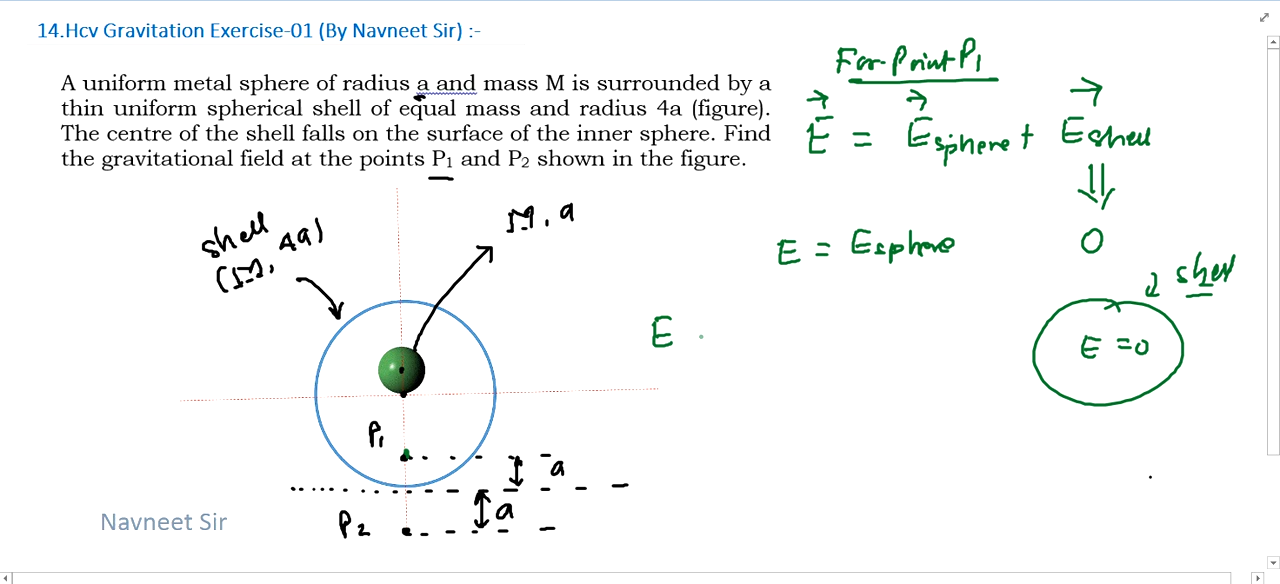 14.Hcv Gravitation Exercise-01 (By Navneet Sir) :-
A uniform metal sphere of radius a and mass M is surrounded by a
thin uniform spherical shell of equal mass and radius 4a (figure).
The centre of the shell falls on the surface of the inner sphere. Find
the gravitational field at the points P₁ and P₂ shown in the figure.
For Point P₁
E = Esphere + Eshell
0
E = Esphere
shell
E = 0
E
shell
(M, 4a)
M, a
P₁
a
P₂
a
Navneet Sir